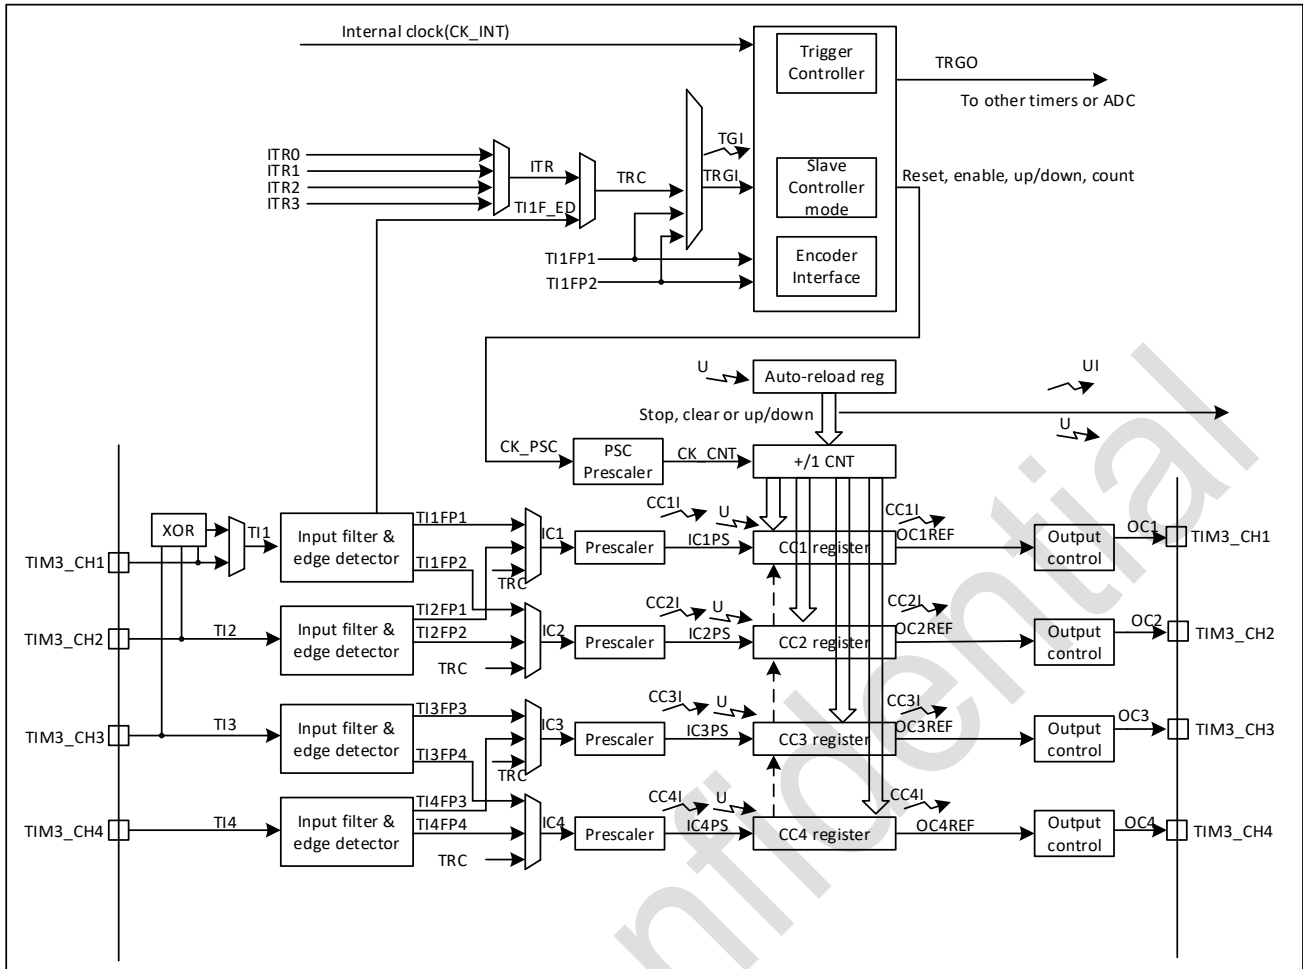 Internal clock(CK_INT)
Trigger
Controller
TRGO
To other timers or ADC
TGI
ITR0
ITR1
ITR2
ITR3
ITR
TRC
TRGI
TI1F_ED
Slave
Controller
mode
Reset, enable, up/down, count
TI1FP1
TI1FP2
Encoder
Interface
U
Auto-reload reg
UI
Stop, clear or up/down
U
CK_PSC
PSC
Prescaler
CK_CNT
+/1 CNT
XOR
TI1
TIM3_CH1
Input filter &
edge detector
TI1FP1
TI1FP2
TRC
IC1
Prescaler
CC1I
U
IC1PS
CC1 register
CC1I
OC1REF
Output
control
OC1
TIM3_CH1
TIM3_CH2
TI2
Input filter &
edge detector
TI2FP1
TI2FP2
TRC
IC2
Prescaler
CC2I
U
IC2PS
CC2 register
CC2I
OC2REF
Output
control
OC2
TIM3_CH2
TIM3_CH3
TI3
Input filter &
edge detector
TI3FP3
TI3FP4
TRC
IC3
Prescaler
CC3I
U
IC3PS
CC3 register
CC3I
OC3REF
Output
control
OC3
TIM3_CH3
TIM3_CH4
TI4
Input filter &
edge detector
TI4FP3
TI4FP4
TRC
IC4
Prescaler
CC4I
U
IC4PS
CC4 register
CC4I
OC4REF
Output
control
OC4
TIM3_CH4
nfidential